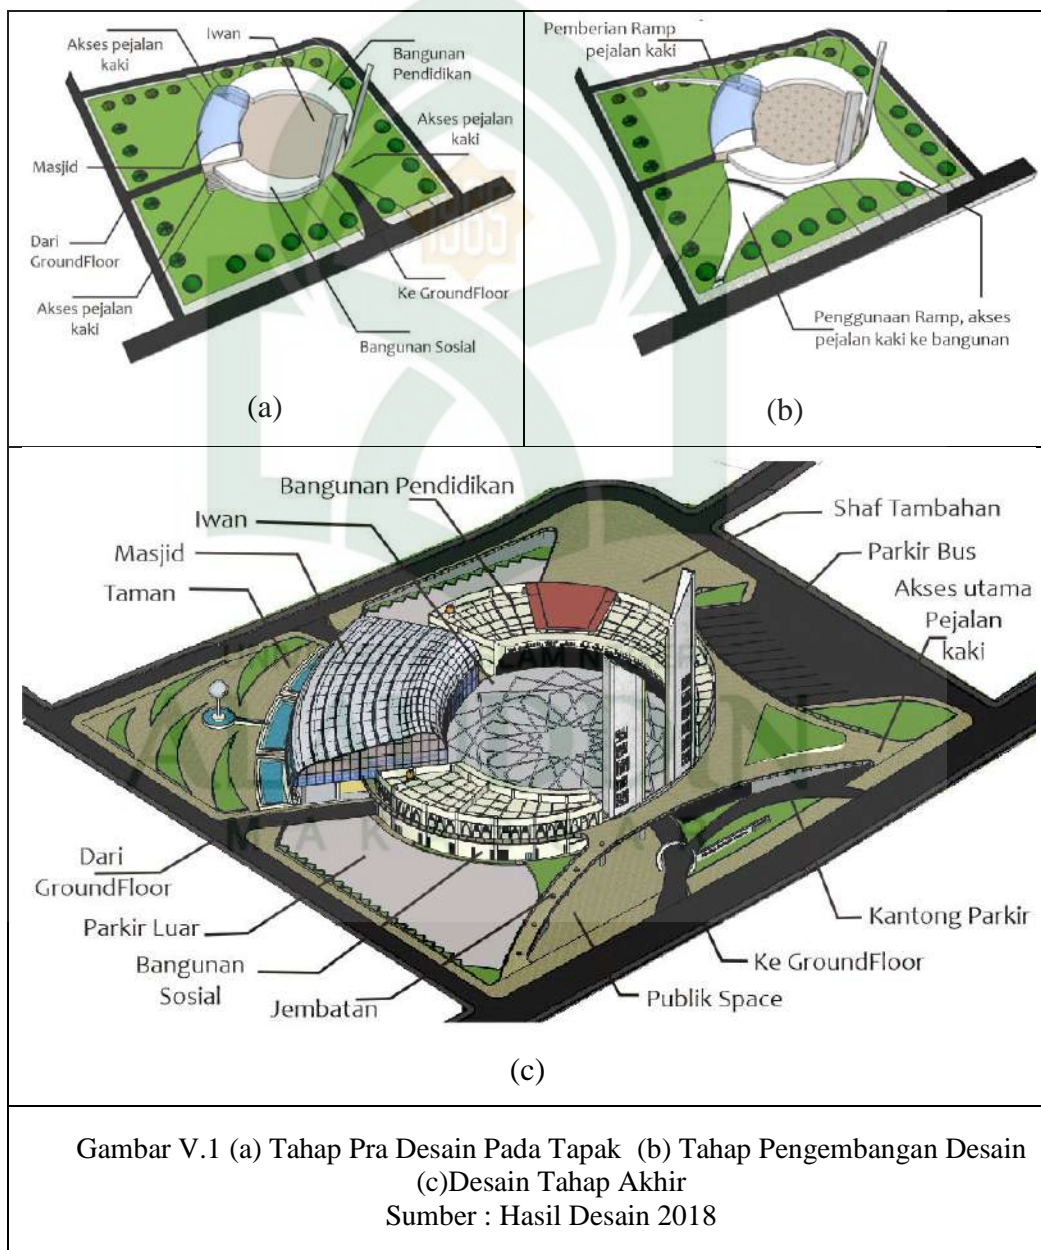 Akses pejalan
kaki
Iwan
Bangunan
Pendidikan
Akses pejalan
kaki
Masjid
Dari
GroundFloor
Akses pejalan
kaki
Ke GroundFloor
Bangunan Sosial
(a)
Pemberian Ramp
pejalan kaki
Penggunaan Ramp, akses
pejalan kaki ke bangunan
(b)
Bangunan Pendidikan
Iwan
Masjid
Taman
Shaf Tambahan
Parkir Bus
Akses utama
Pejalan
kaki
Dari
GroundFloor
Parkir Luar
Bangunan
Sosial
Jembatan
Kantong Parkir
Ke GroundFloor
Publik Space
(c)
Gambar V.1 (a) Tahap Pra Desain Pada Tapak (b) Tahap Pengembangan Desain
(c)Desain Tahap Akhir
Sumber : Hasil Desain 2018